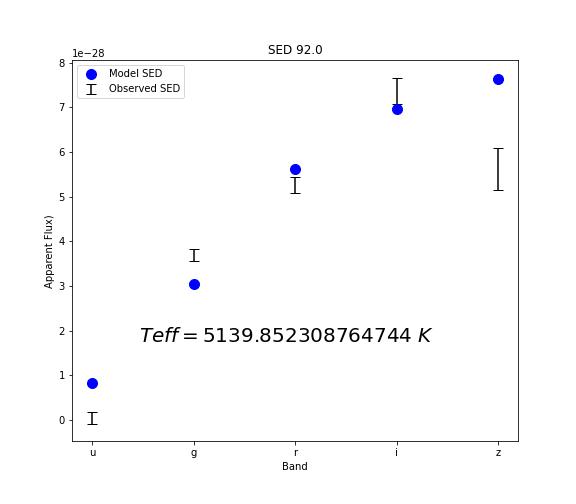 SED 92.0
1e−28
Model SED
Observed SED
8
7
6
5
4
3
2
1
0
Apparent Flux)
Teff = 5139.852308764744 K
u g r i z
Band